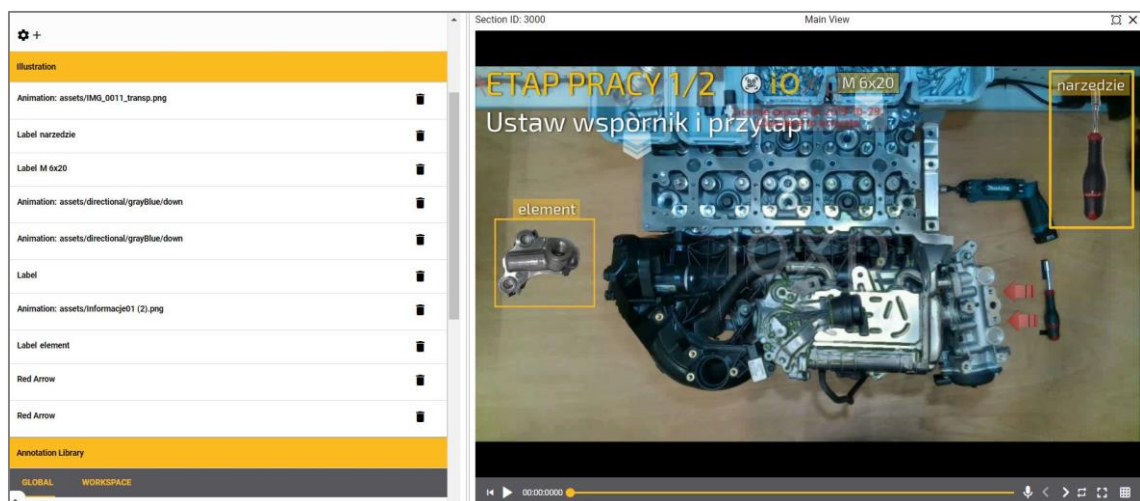 Illustration
Animation: assets/IMG_0011_transp.png
Label narzedzie
Label M 6x20
Animation: assets/directional/grayBlue/down
Animation: assets/directional/grayBlue/down
Label
Animation: assets/Informacje01 (2).png
Label element
Red Arrow
Red Arrow
Annotation Library
GLOBAL WORKSPACE
Section ID: 3000 Main View
ETAP PRACY 1/2 iO M 6x20 narzedzie
Ustaw wspornik i przyłap
element
00:00:0000